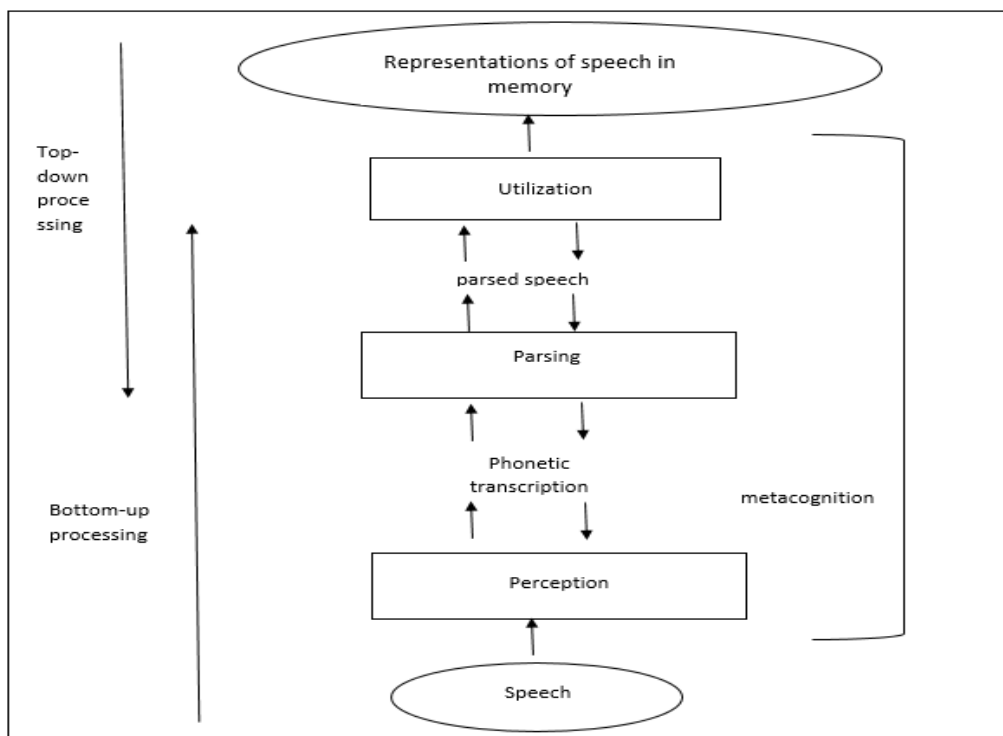 Representations of speech in
memory
Top-
down
proce
ssing
Utilization
parsed speech
Parsing
Phonetic
transcription
metacognition
Bottom-up
processing
Perception
Speech